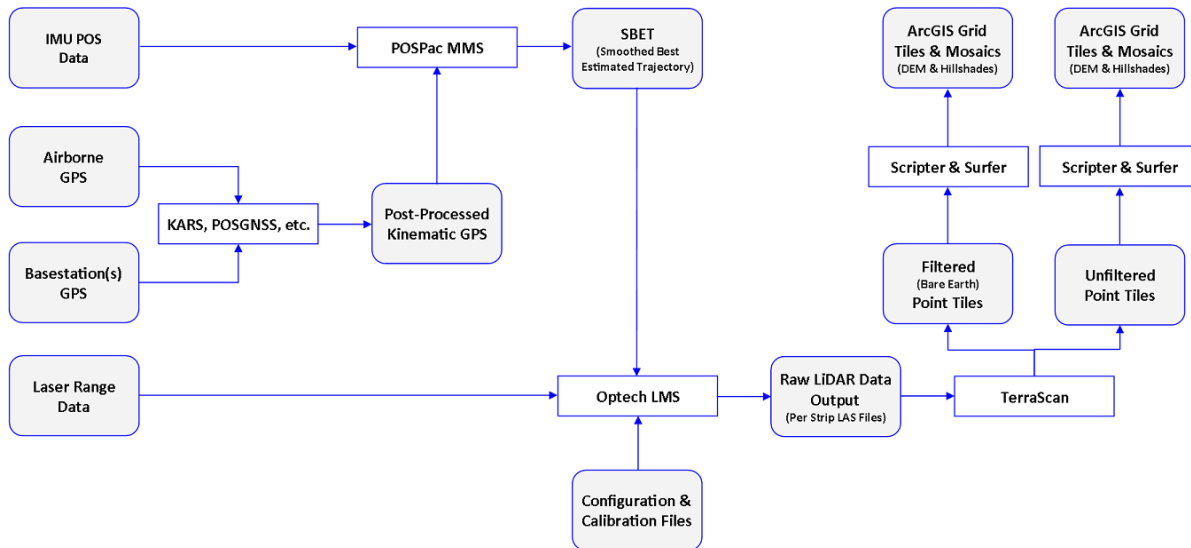 IMU POS
Data
POSPac MMS
SBET
(Smoothed Best
Estimated Trajectory)
ArcGIS Grid
Tiles & Mosaics
(DEM & Hillshades)
ArcGIS Grid
Tiles & Mosaics
(DEM & Hillshades)
Airborne
GPS
Scripter & Surfer
Scripter & Surfer
KARS, POSGNSS, etc.
Post-Processed
Kinematic GPS
Basestation(s)
GPS
Filtered
(Bare Earth)
Point Tiles
Unfiltered
Point Tiles
Laser Range
Data
Optech LMS
Raw LiDAR Data
Output
(Per Strip LAS Files)
TerraScan
Configuration &
Calibration Files